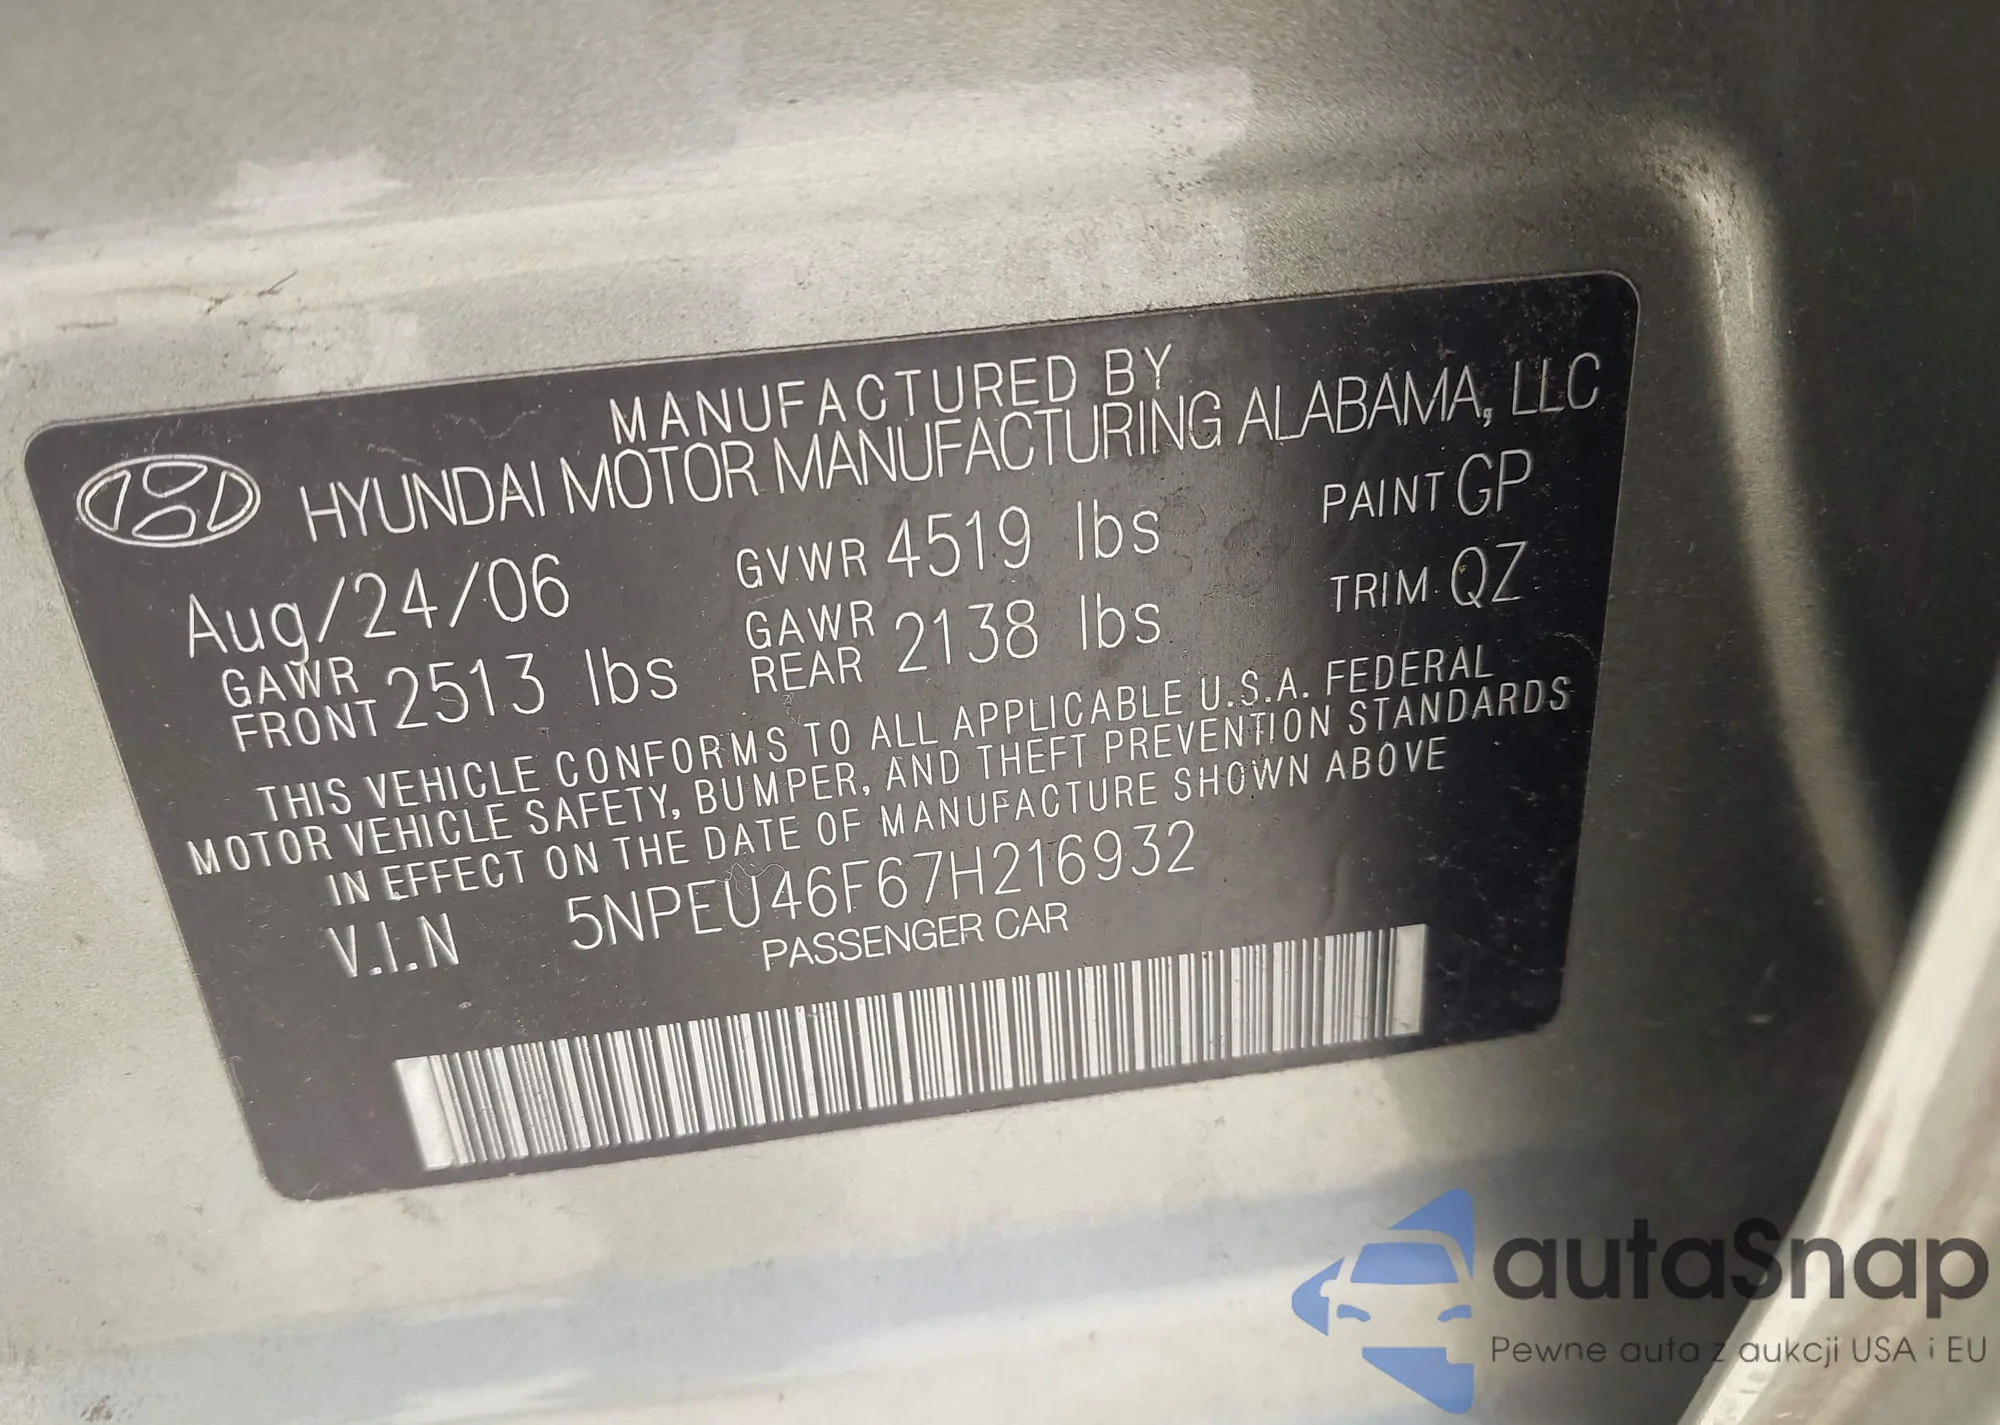 MANUFACTURED BY
HYUNDAI MOTOR MANUFACTURING ALABAMA, LLC
Aug/24/06 GVWR 4519 lbs PAINT GP
GAWR FRONT 2513 lbs GAWR REAR 2138 lbs TRIM QZ
THIS VEHICLE CONFORMS TO ALL APPLICABLE U.S.A. FEDERAL
MOTOR VEHICLE SAFETY, BUMPER, AND THEFT PREVENTION STANDARDS
IN EFFECT ON THE DATE OF MANUFACTURE SHOWN ABOVE
V.I.N 5NPEU46F67H216932
PASSENGER CAR
autaSnap
Pewne auta z aukcji USA i EU